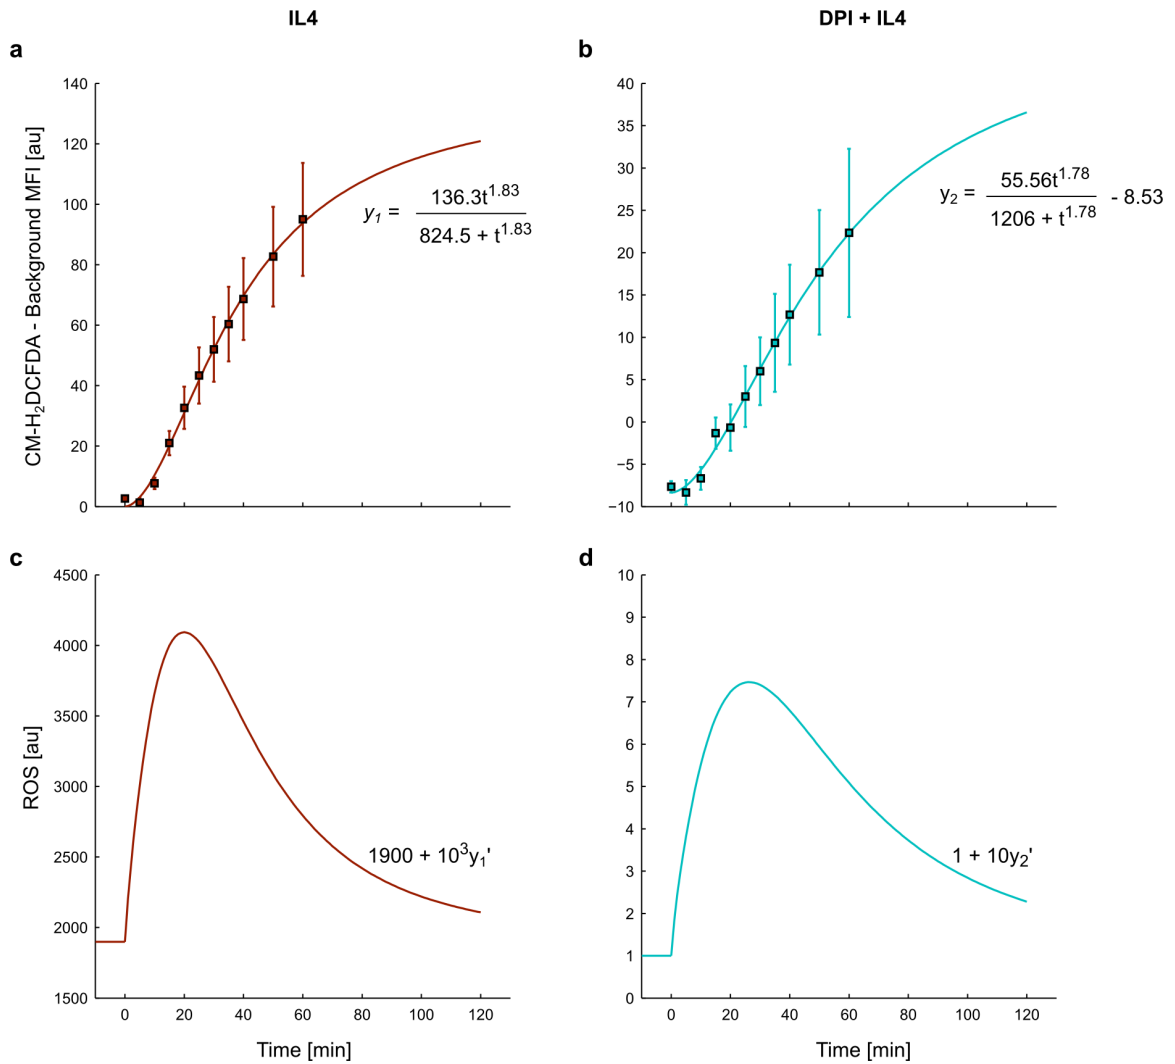 IL4
DPI + IL4
a
b
CM-H₂DCFDA - Background MFI [au]
140
120
100
80
60
40
20
0
y₁ = 136.3t^1.83 / 824.5 + t^1.83
40
35
30
25
20
15
10
5
0
−5
−10
y₂ = 55.56t^1.78 / 1206 + t^1.78 - 8.53
c
d
ROS [au]
4500
4000
3500
3000
2500
2000
1500
1900 + 10³y₁'
0 20 40 60 80 100 120
Time [min]
10
9
8
7
6
5
4
3
2
1
0
1 + 10y₂'
0 20 40 60 80 100 120
Time [min]